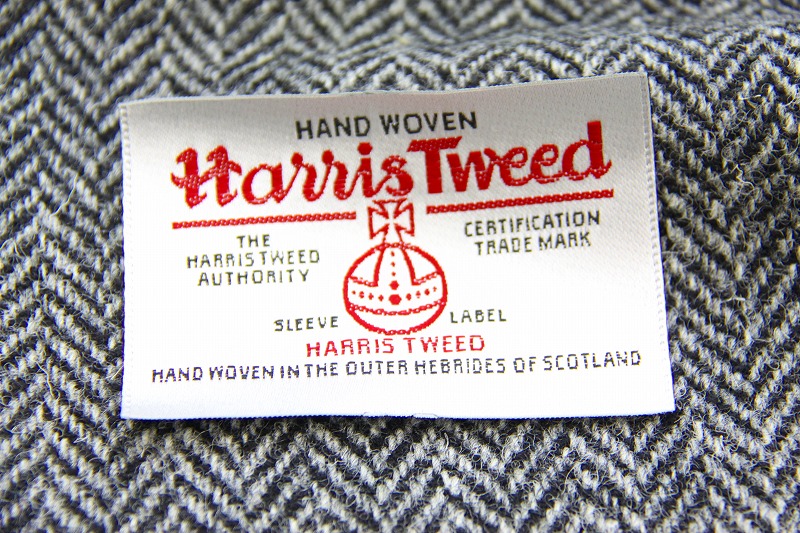 HAND WOVEN
Harris Tweed
THE
HARRIS TWEED
AUTHORITY
CERTIFICATION
TRADE MARK
SLEEVE LABEL
HARRIS TWEED
HAND WOVEN IN THE OUTER HEBRIDES OF SCOTLAND